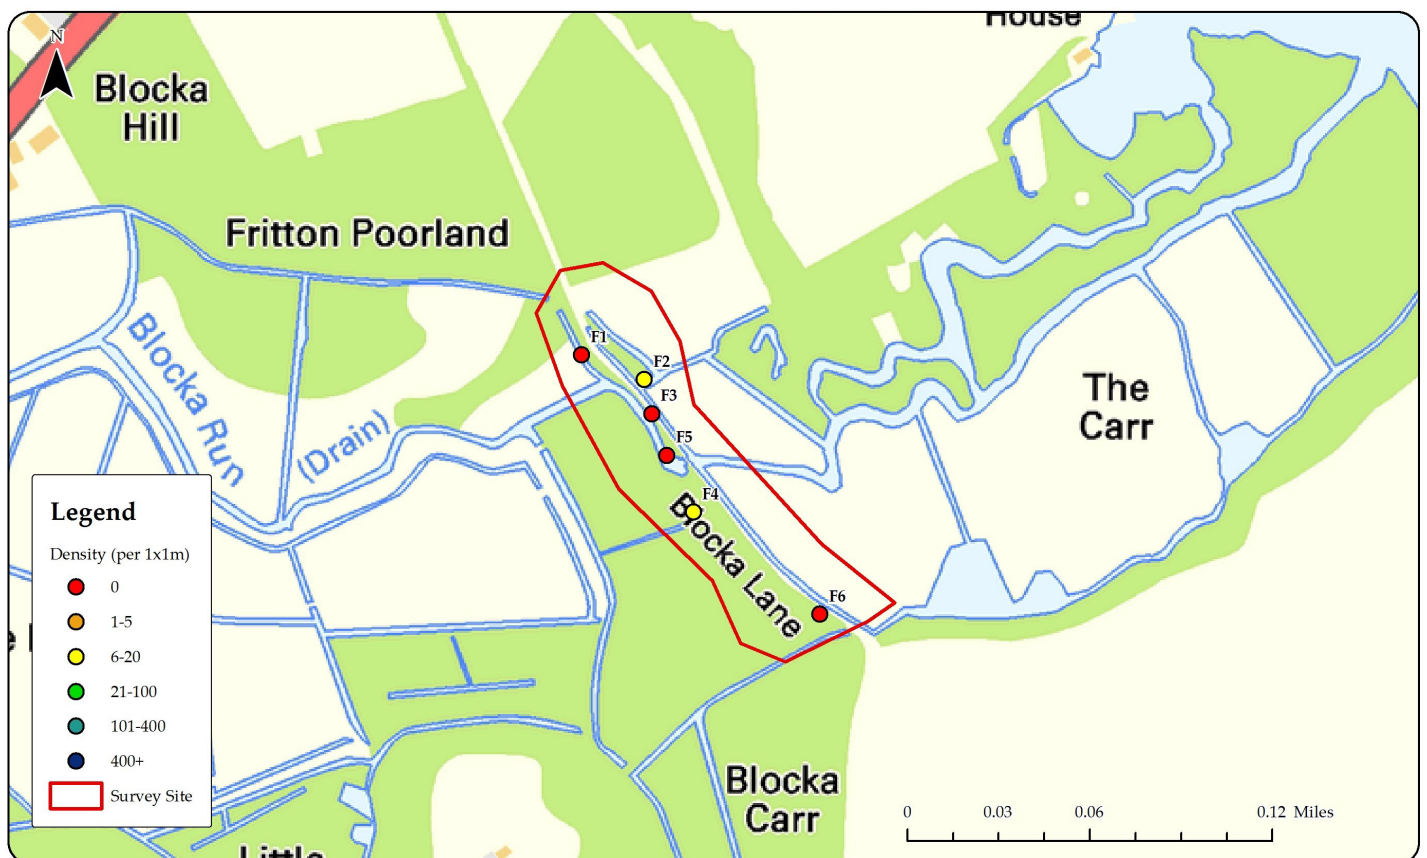 House
N
Blocka
Hill
Fritton Poorland
F1
F2
F3
F5
F4
F6
Blocka Run
(Drain)
The
Carr
Blocka Lane
Blocka
Carr
Little
Legend
Density (per 1x1m)
0
1-5
6-20
21-100
101-400
400+
Survey Site
0 0.03 0.06 0.12 Miles